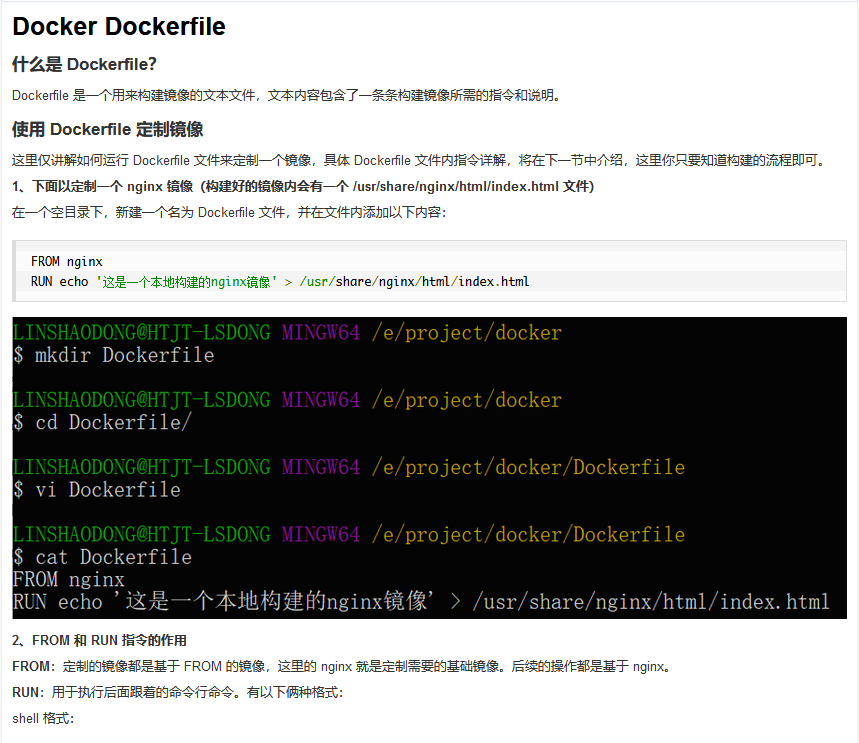 Docker Dockerfile
什么是 Dockerfile？
Dockerfile 是一个用来构建镜像的文本文件，文本内容包含了一条条构建镜像所需的指令和说明。
使用 Dockerfile 定制镜像
这里仅讲解如何运行 Dockerfile 文件来定制一个镜像，具体 Dockerfile 文件内指令详解，将在下一节中介绍，这里你只要知道构建的流程即可。
1、下面以定制一个 nginx 镜像（构建好的镜像内会有一个 /usr/share/nginx/html/index.html 文件）
在一个空目录下，新建一个名为 Dockerfile 文件，并在文件内添加以下内容：
FROM nginx
RUN echo '这是一个本地构建的nginx镜像' > /usr/share/nginx/html/index.html
LINSHAODONG@HTJT-LSDONG MINGW64 /e/project/docker
$ mkdir Dockerfile
LINSHAODONG@HTJT-LSDONG MINGW64 /e/project/docker
$ cd Dockerfile/
LINSHAODONG@HTJT-LSDONG MINGW64 /e/project/docker/Dockerfile
$ vi Dockerfile
LINSHAODONG@HTJT-LSDONG MINGW64 /e/project/docker/Dockerfile
$ cat Dockerfile
FROM nginx
RUN echo '这是一个本地构建的nginx镜像' > /usr/share/nginx/html/index.html
2、FROM 和 RUN 指令的作用
FROM：定制的镜像都是基于 FROM 的镜像，这里的 nginx 就是定制需要的基础镜像。后续的操作都是基于 nginx。
RUN：用于执行后面跟着的命令行命令。有以下俩种格式：
shell 格式：